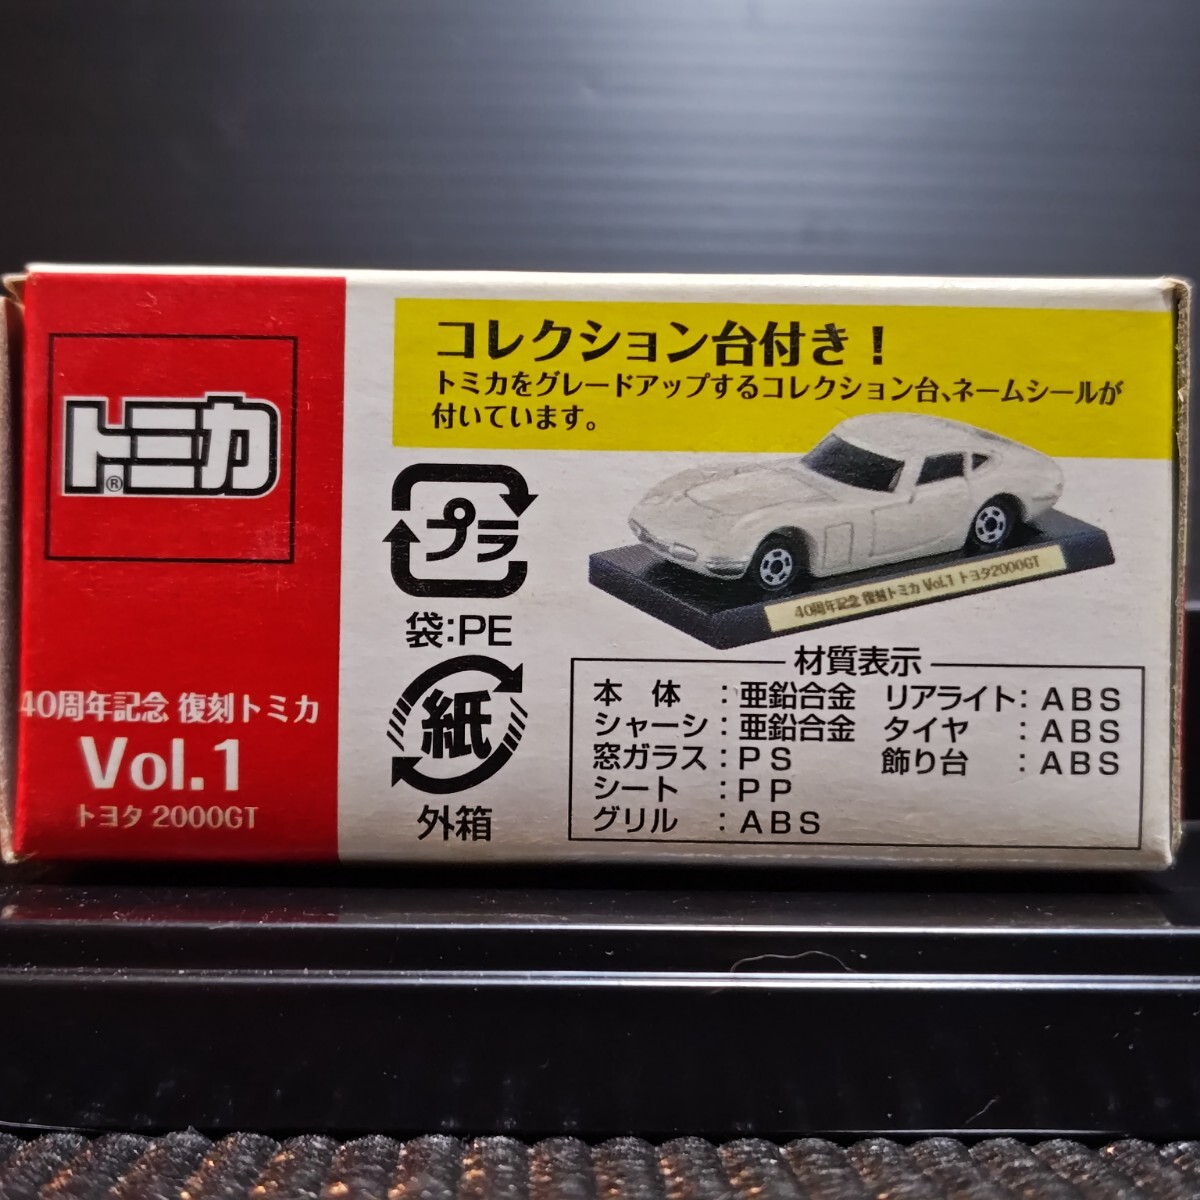 トミカ®
40周年記念 復刻トミカ
Vol.1
トヨタ 2000GT
コレクション台付き！
トミカをグレードアップするコレクション台、ネームシールが
付いています。
プラ
袋:PE
紙
外箱
40周年記念 復刻トミカ Vol.1 トヨタ2000GT
材質表示
本 体 : 亜鉛合金 リアライト : ABS
シャーシ : 亜鉛合金 タイヤ : ABS
窓ガラス : PS 飾り台 : ABS
シート : PP
グリル : ABS